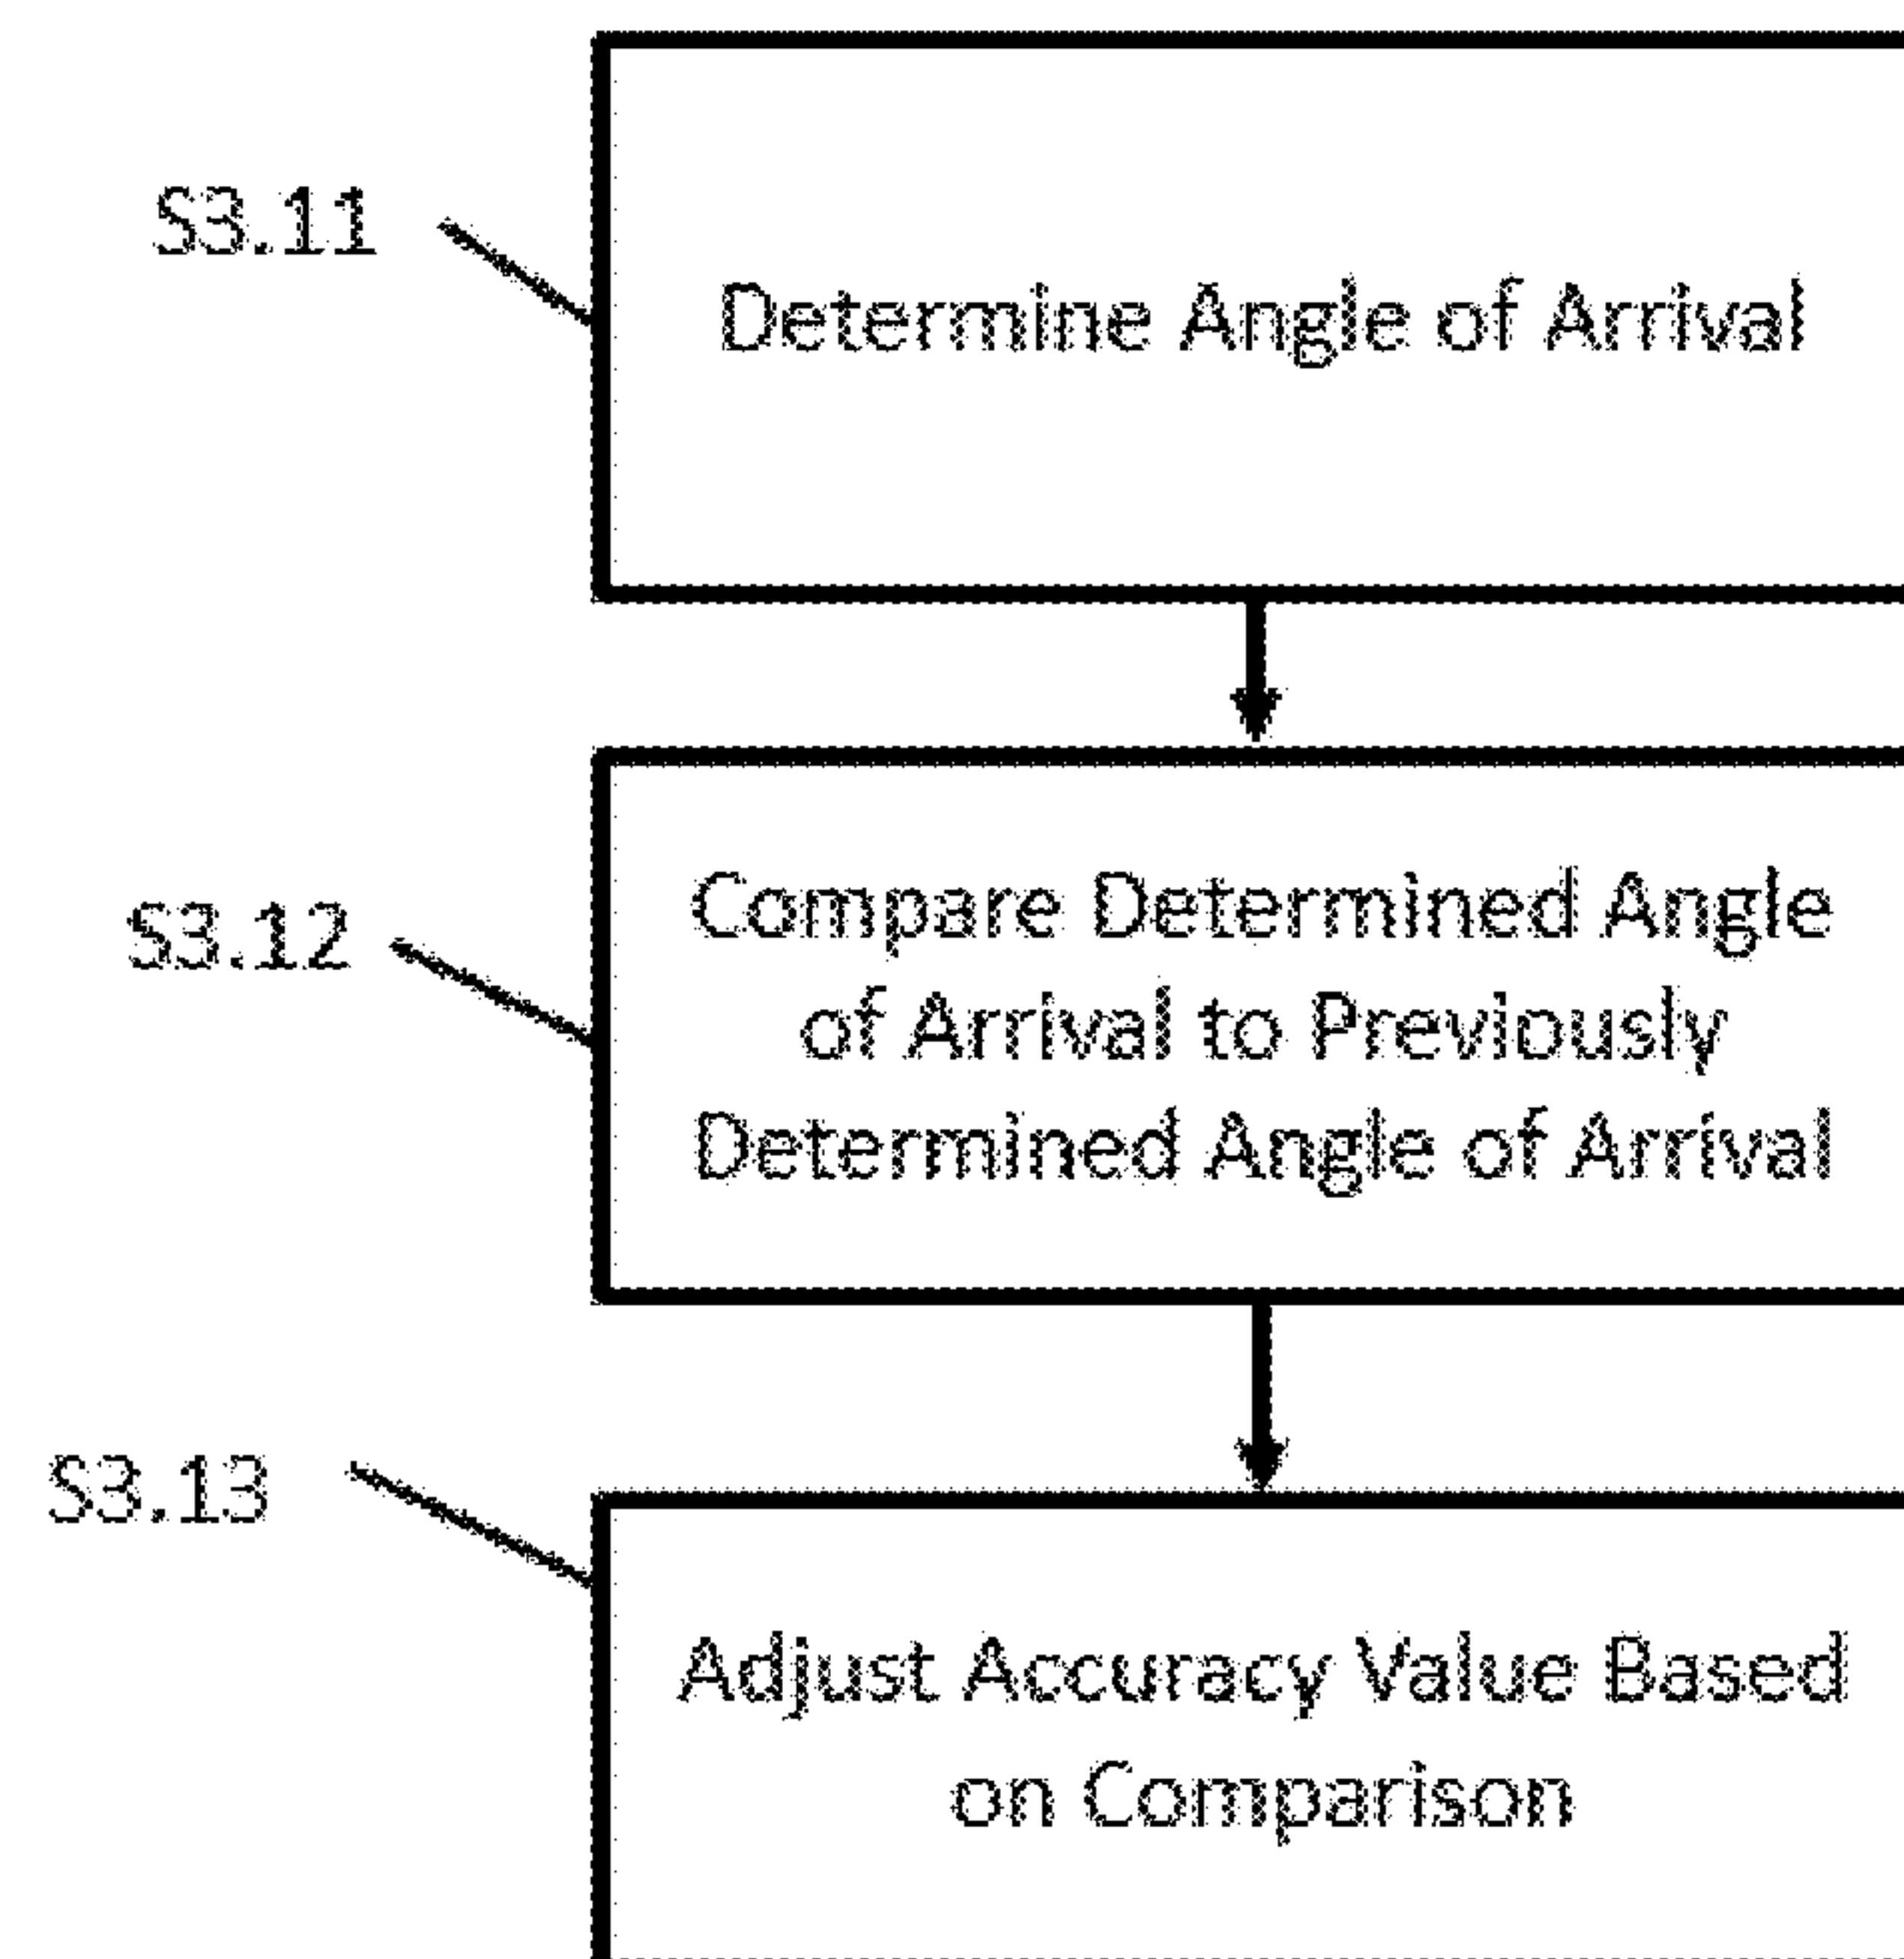 S3.11
Determine Angle of Arrival
S3.12
Compare Determined Angle
of Arrival to Previously
Determined Angle of Arrival
S3.13
Adjust Accuracy Value Based
on Comparison